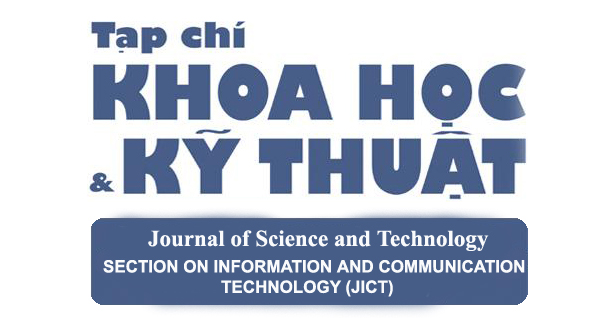 Tạp chí
KHOA HỌC
& KỸ THUẬT
Journal of Science and Technology
SECTION ON INFORMATION AND COMMUNICATION
TECHNOLOGY (JICT)